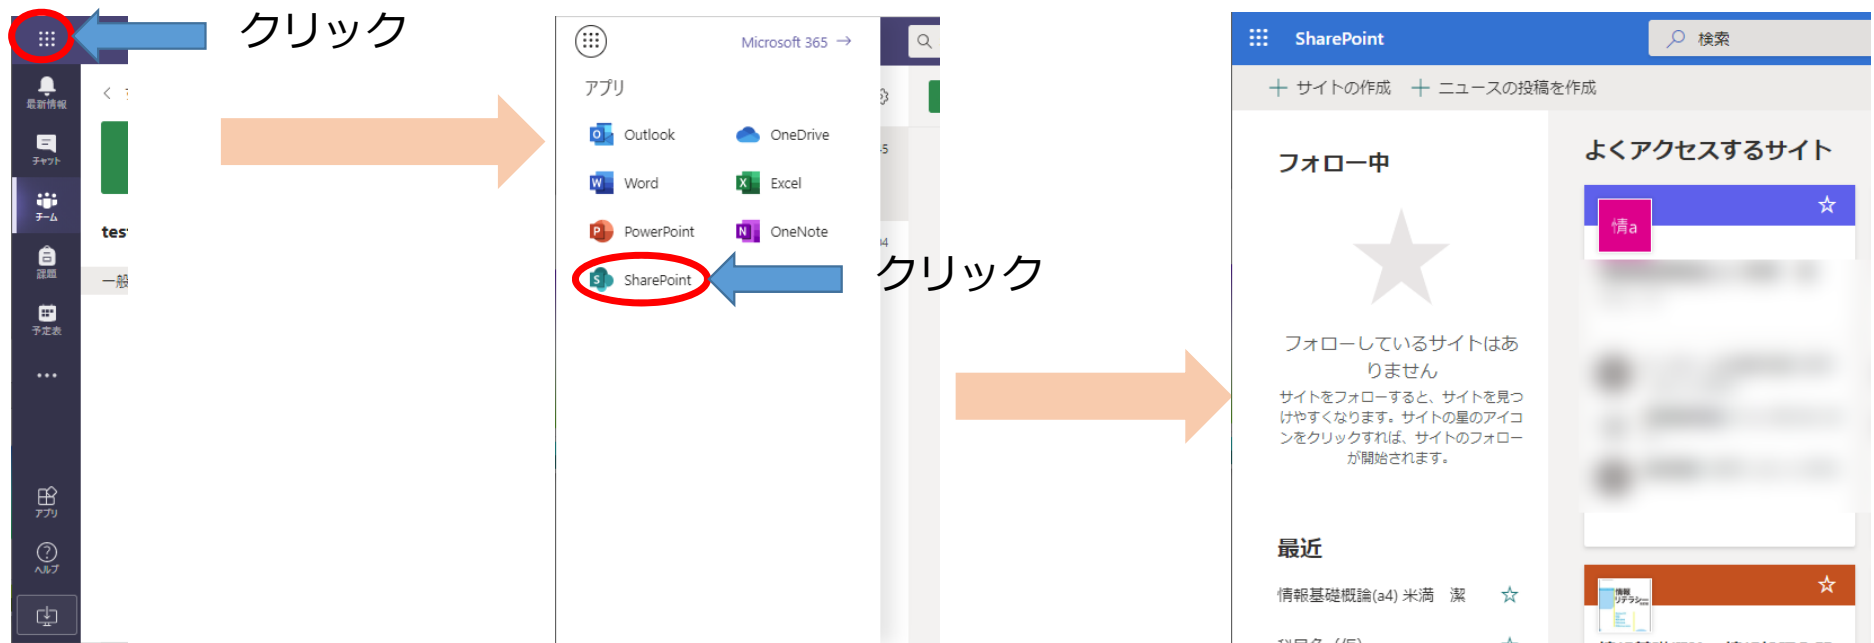 クリック
最新情報
チャット
チーム
課題
予定表
アプリ
ヘルプ
tes
一般
Microsoft 365 →
アプリ
Outlook
OneDrive
Word
Excel
PowerPoint
OneNote
SharePoint
クリック
SharePoint
検索
+ サイトの作成 + ニュースの投稿を作成
フォロー中
フォローしているサイトはあ
りません
サイトをフォローすると、サイトを見つ
けやすくなります。サイトの星のアイコ
ンをクリックすれば、サイトのフォロー
が開始されます。
最近
情報基礎概論(a4) 米満 潔
よくアクセスするサイト
情a
情報
リテラシー